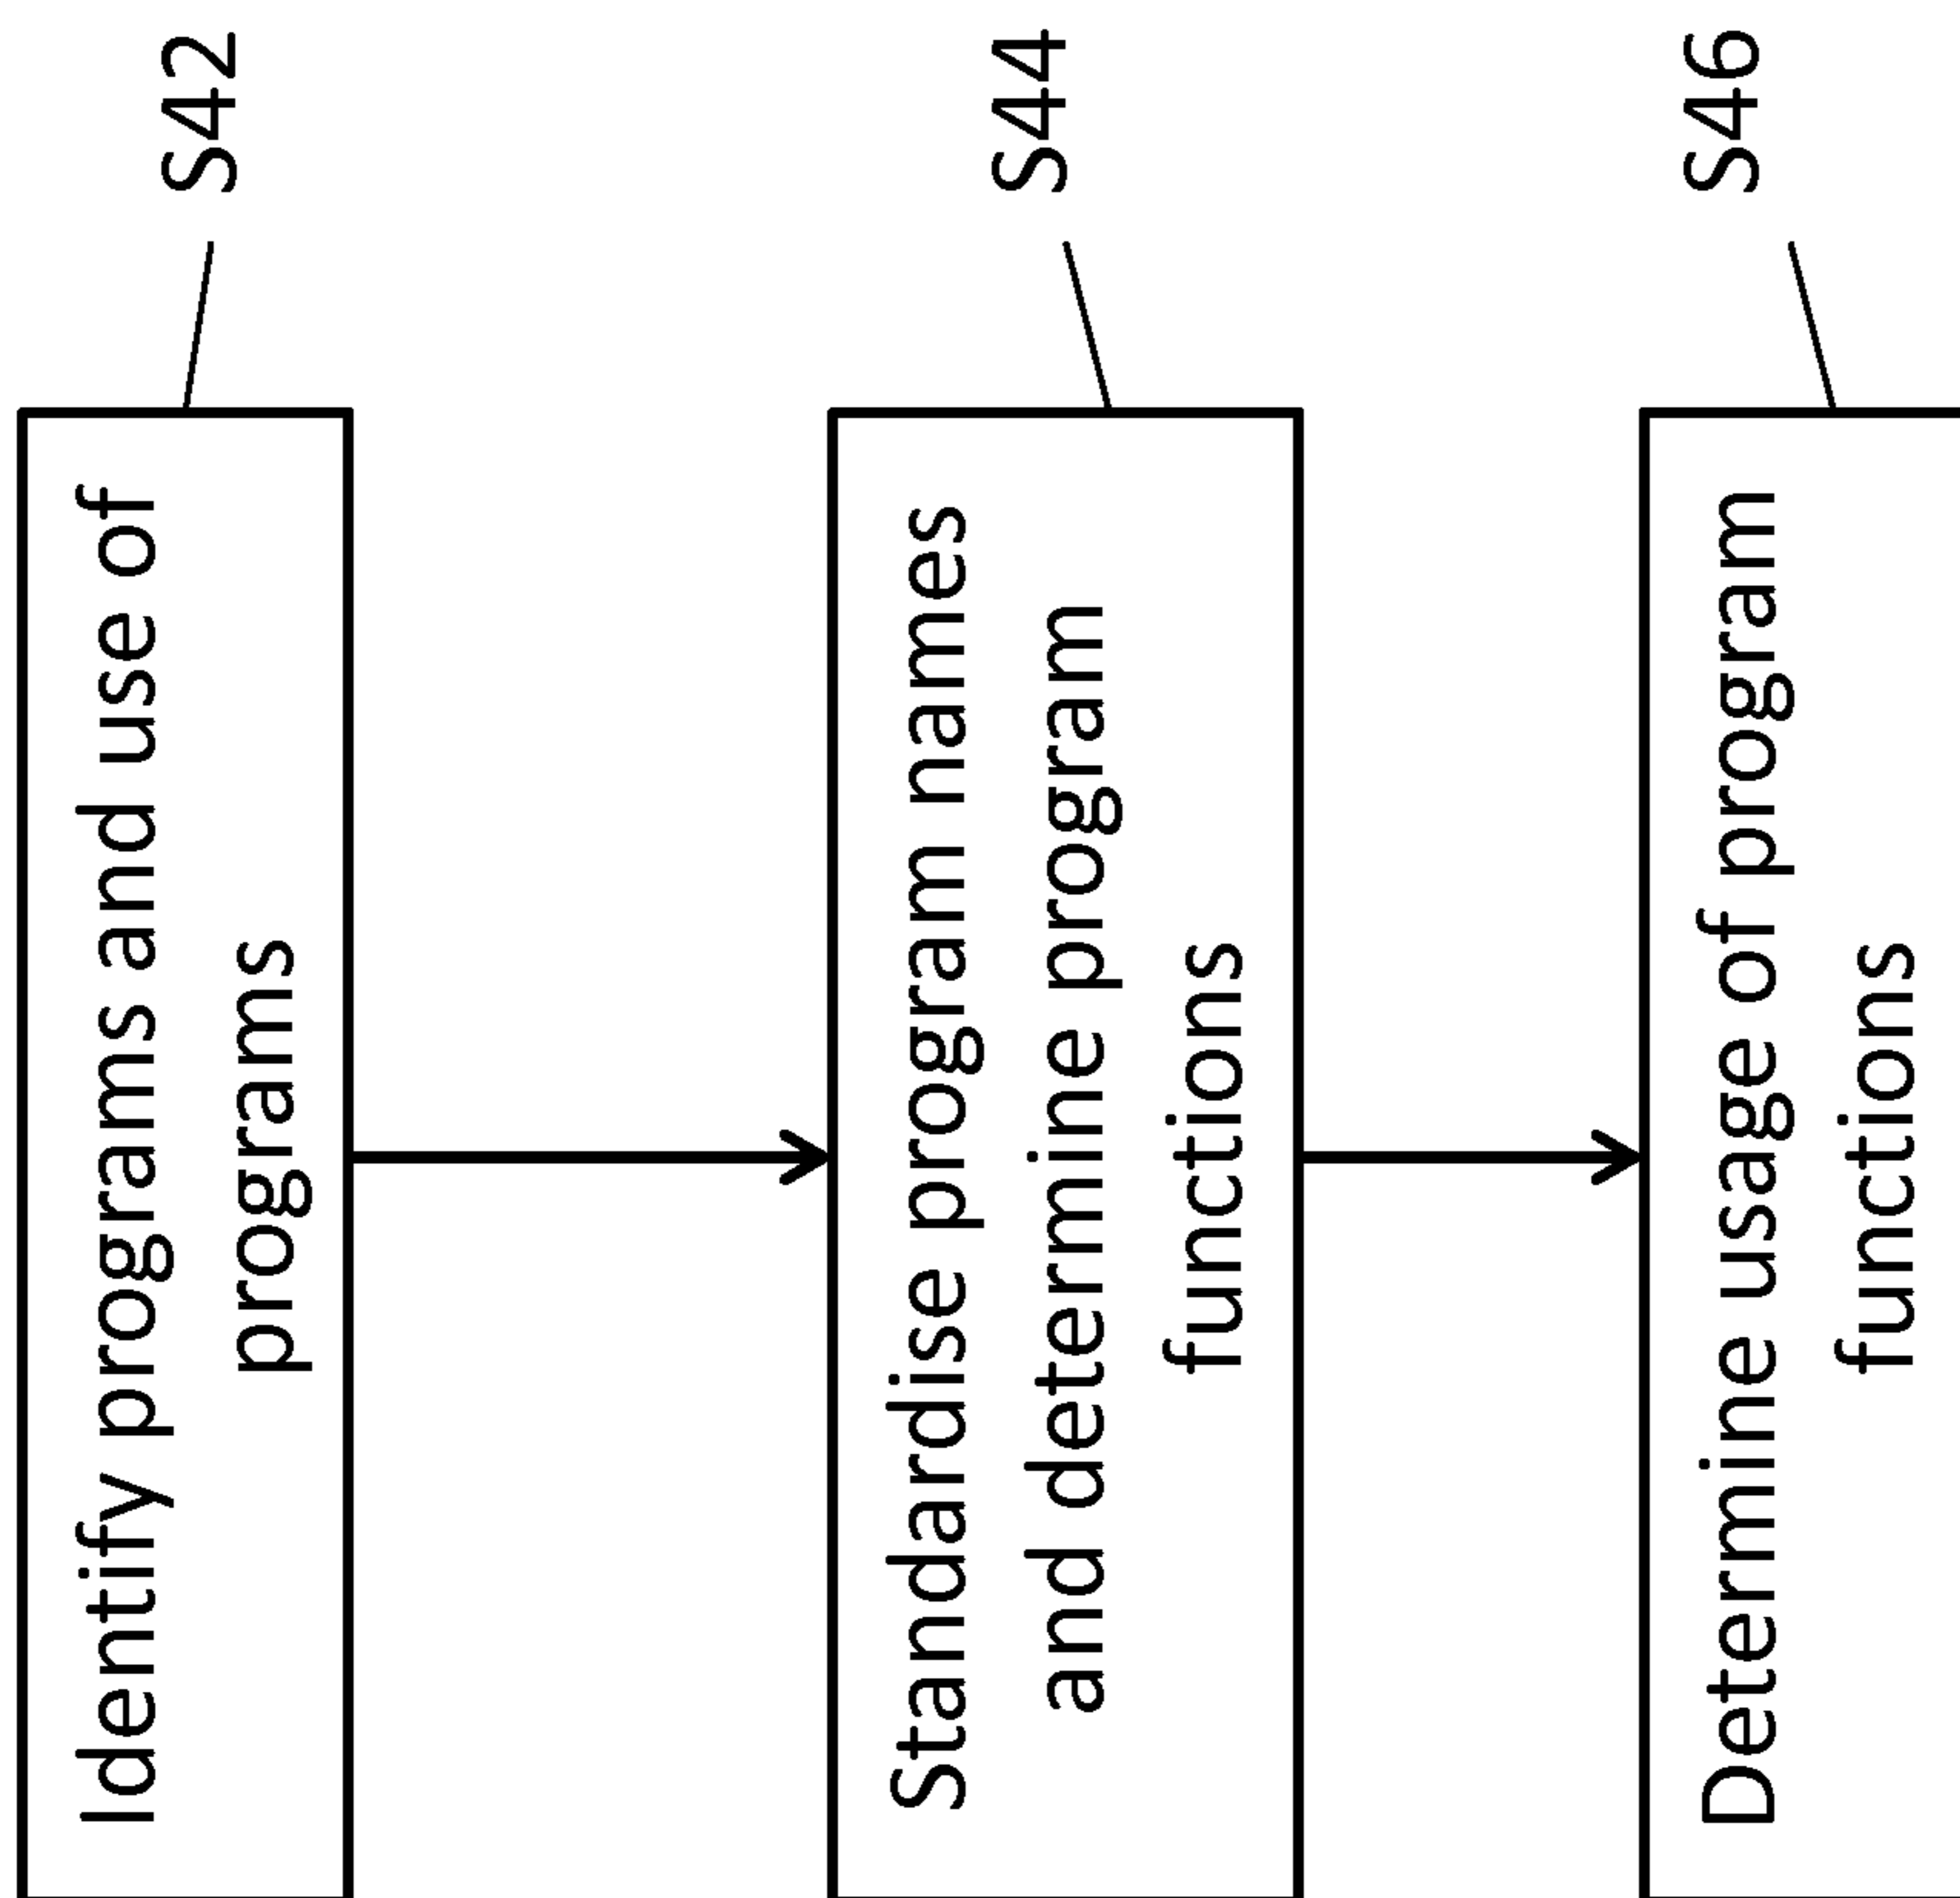 Identify programs and use of
programs
S42
Standardise program names
and determine program
functions
S44
Determine usage of program
functions
S46